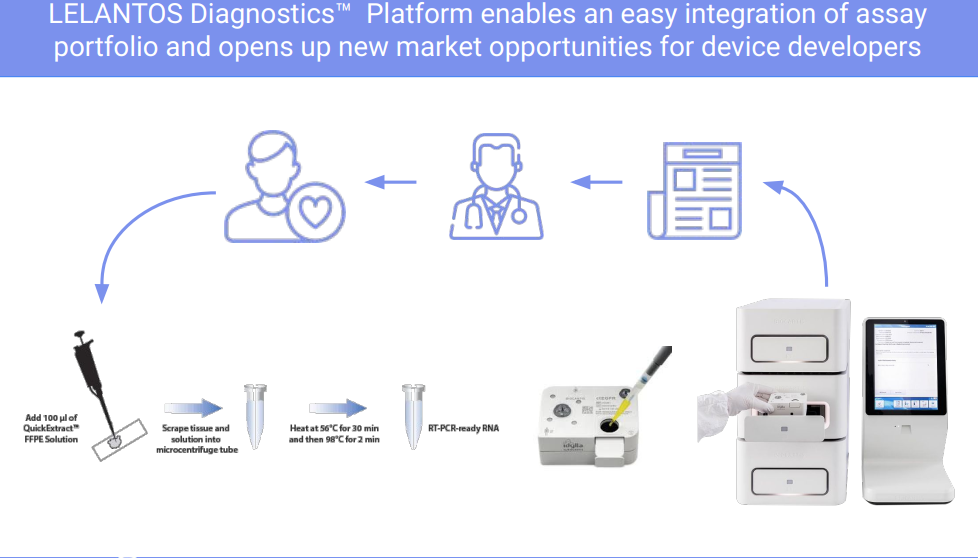 LELANTOS Diagnostics™ Platform enables an easy integration of assay
portfolio and opens up new market opportunities for device developers
Add 100 µl of
QuickExtract™
FFPE Solution
Scrape tissue and
solution into
microcentrifuge tube
Heat at 56°C for 30 min
and then 98°C for 2 min
RT-PCR-ready RNA
idylla